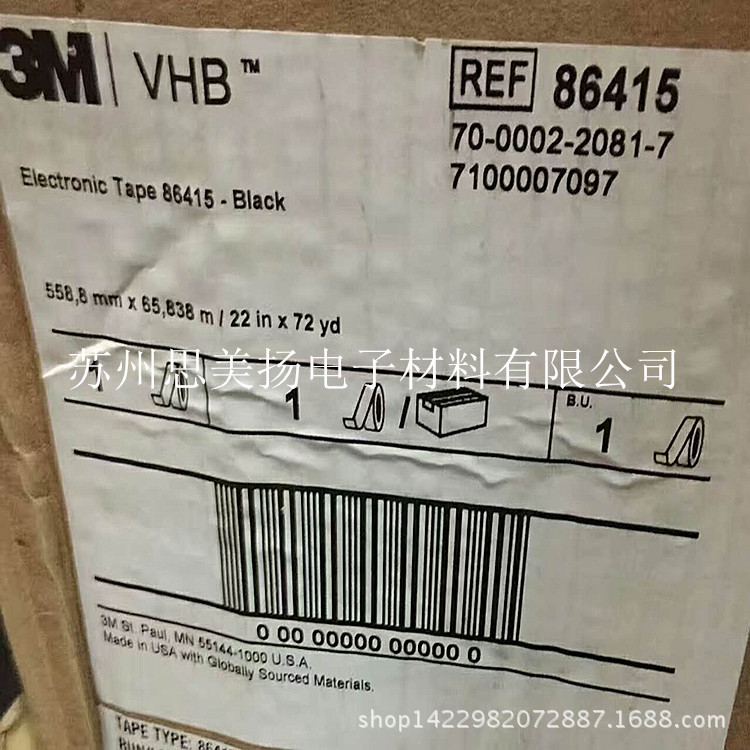 3M | VHB™
REF 86415
70-0002-2081-7
7100007097
Electronic Tape 86415 - Black
558,8 mm x 65,838 m / 22 in x 72 yd
苏州思美扬电子材料有限公司
1 1 / B.U. 1
0 00 00000 00000 0
3M St. Paul, MN 55144-1000 U.S.A.
Made in USA with Globally Sourced Materials.
shop1422982072887.1688.com
TAPE TYPE: 864